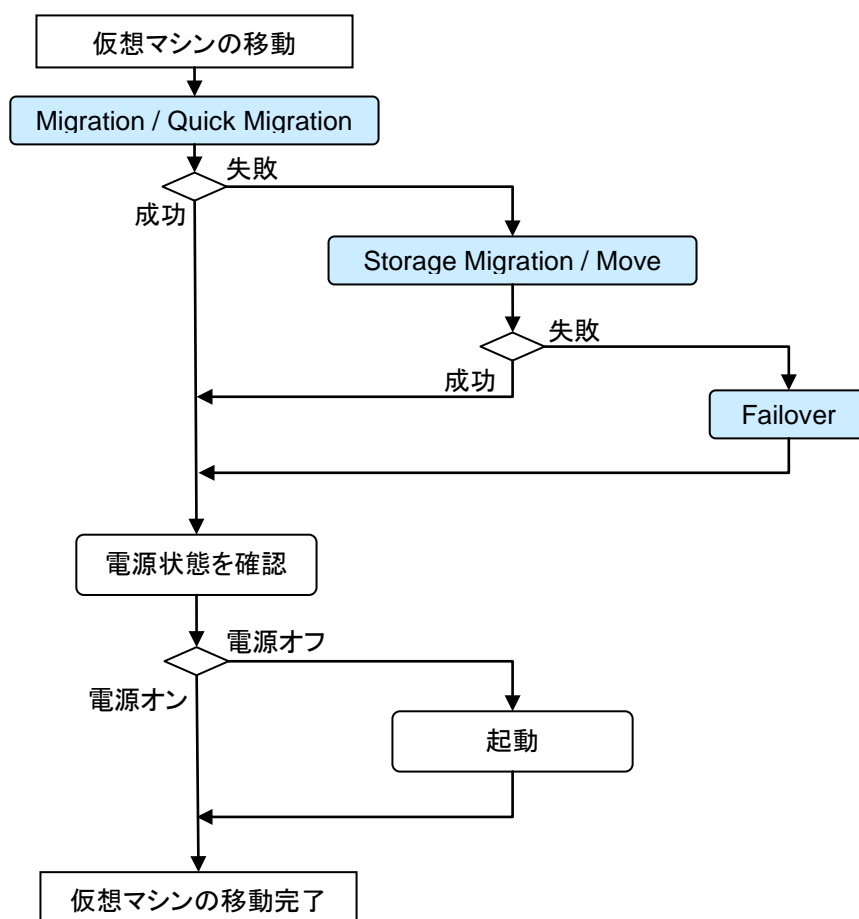 仮想マシンの移動
Migration / Quick Migration
失敗
成功
Storage Migration / Move
失敗
成功
Failover
電源状態を確認
電源オフ
電源オン
起動
仮想マシンの移動完了